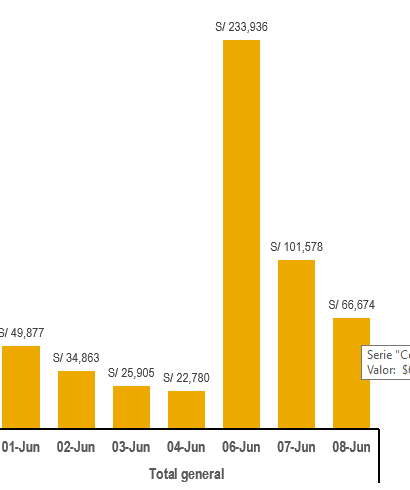 S/ 233,936
S/ 101,578
S/ 66,674
S/ 49,877
S/ 34,863
S/ 25,905
S/ 22,780
Serie "C
Valor: $
01-Jun 02-Jun 03-Jun 04-Jun 06-Jun 07-Jun 08-Jun
Total general